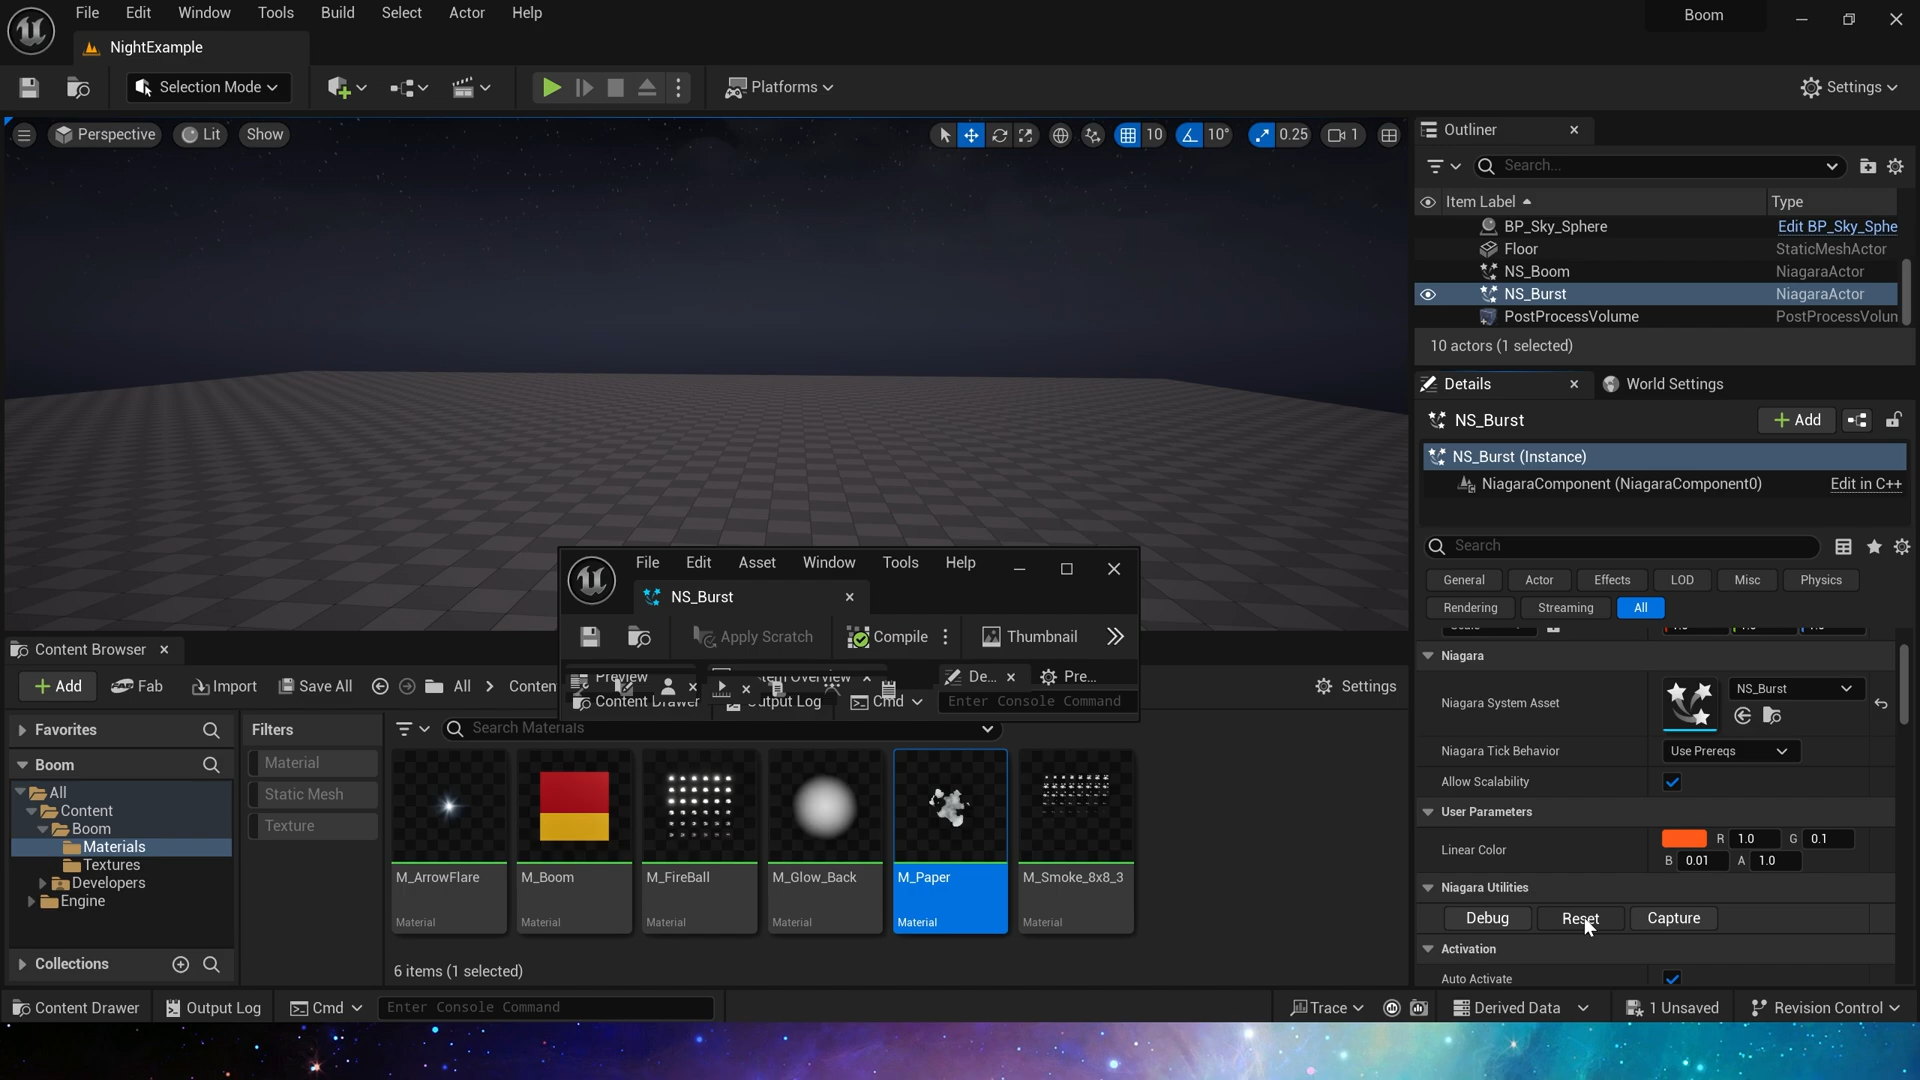 File Edit Window Tools Build Select Actor Help
Boom
NightExample
Selection Mode
Platforms
Settings
Perspective Lit Show
10 10° 0.25 1
Outliner
Search...
Item Label Type
BP_Sky_Sphere Edit BP_Sky_Sphe
Floor StaticMeshActor
NS_Boom NiagaraActor
NS_Burst NiagaraActor
PostProcessVolume PostProcessVolun
10 actors (1 selected)
Details World Settings
NS_Burst Add
NS_Burst (Instance)
NiagaraComponent (NiagaraComponent0) Edit in C++
Search
General Actor Effects LOD Misc Physics
Rendering Streaming All
Niagara
Niagara System Asset NS_Burst
Niagara Tick Behavior Use Prereqs
Allow Scalability
User Parameters
Linear Color R 1.0 G 0.1
B 0.01 A 1.0
Niagara Utilities
Debug Reset Capture
Activation
Auto Activate
File Edit Asset Window Tools Help
NS_Burst
Apply Scratch Compile Thumbnail
Preview De... Pre...
Cmd Enter Console Command
Content Browser
Add Fab Import Save All All Conten
Settings
Favorites
Boom
All
Content
Boom
Materials
Textures
Developers
Engine
Collections
Filters
Material
Static Mesh
Texture
Search Materials
M_ArrowFlare M_Boom M_FireBall M_Glow_Back M_Paper M_Smoke_8x8_3
Material Material Material Material Material Material
6 items (1 selected)
Content Drawer Output Log Cmd Enter Console Command
Trace Derived Data 1 Unsaved Revision Control